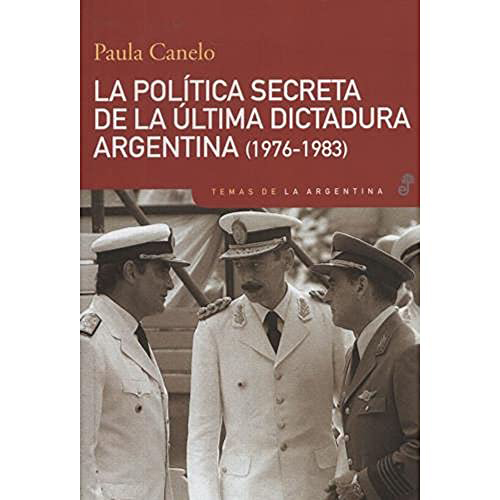 Paula Canelo
LA POLÍTICA SECRETA
DE LA ÚLTIMA DICTADURA
ARGENTINA (1976-1983)
TEMAS DE LA ARGENTINA